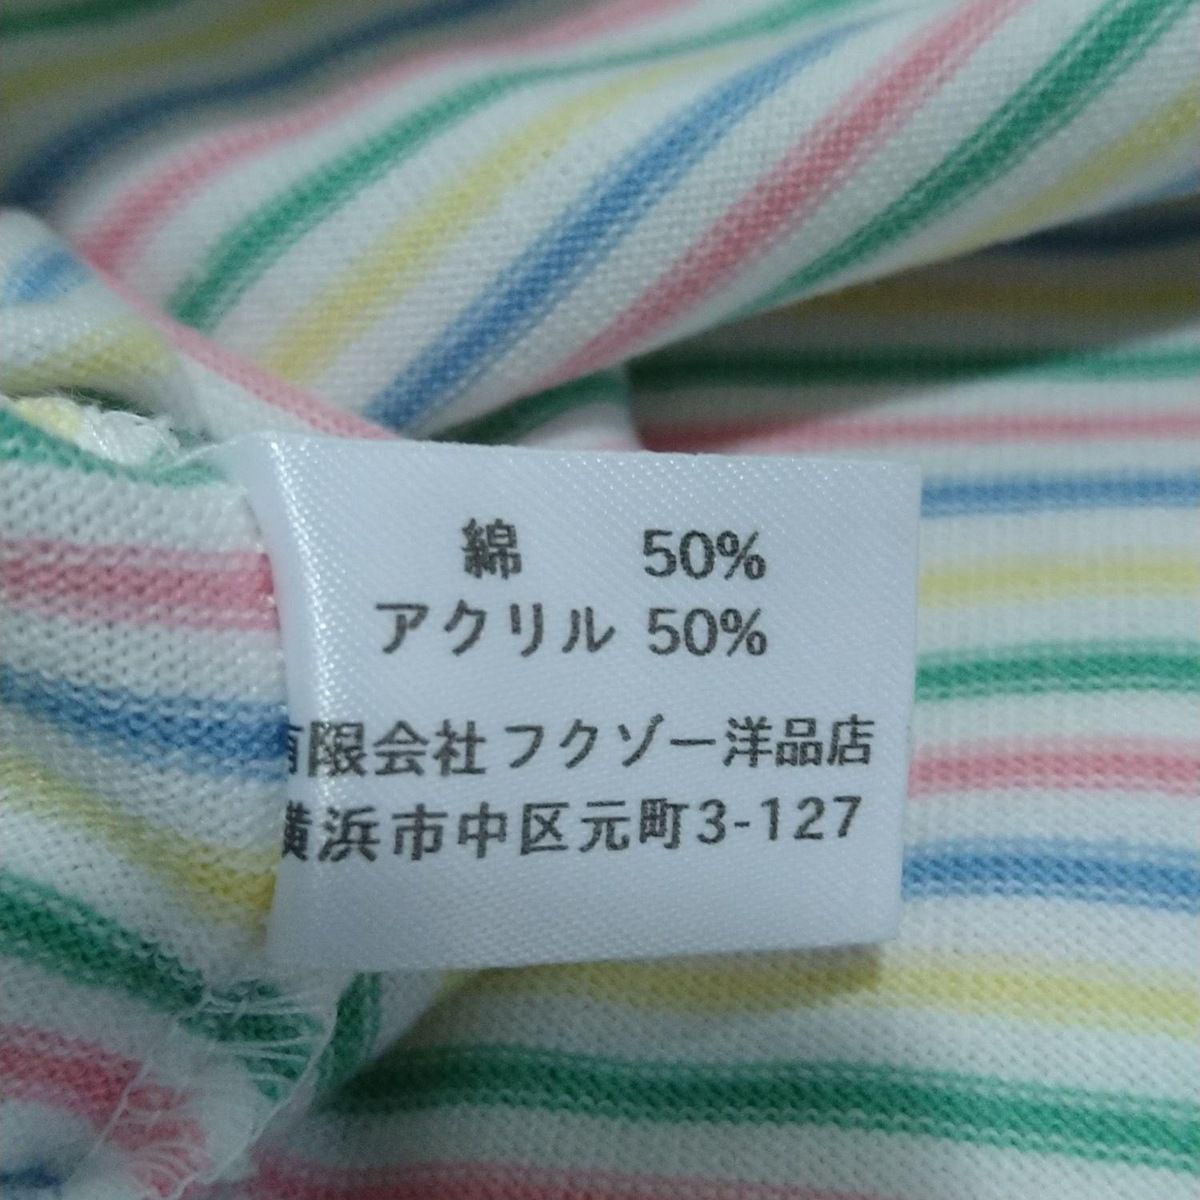 綿 50%
アクリル 50%
有限会社フクゾー洋品店
横浜市中区元町3-127